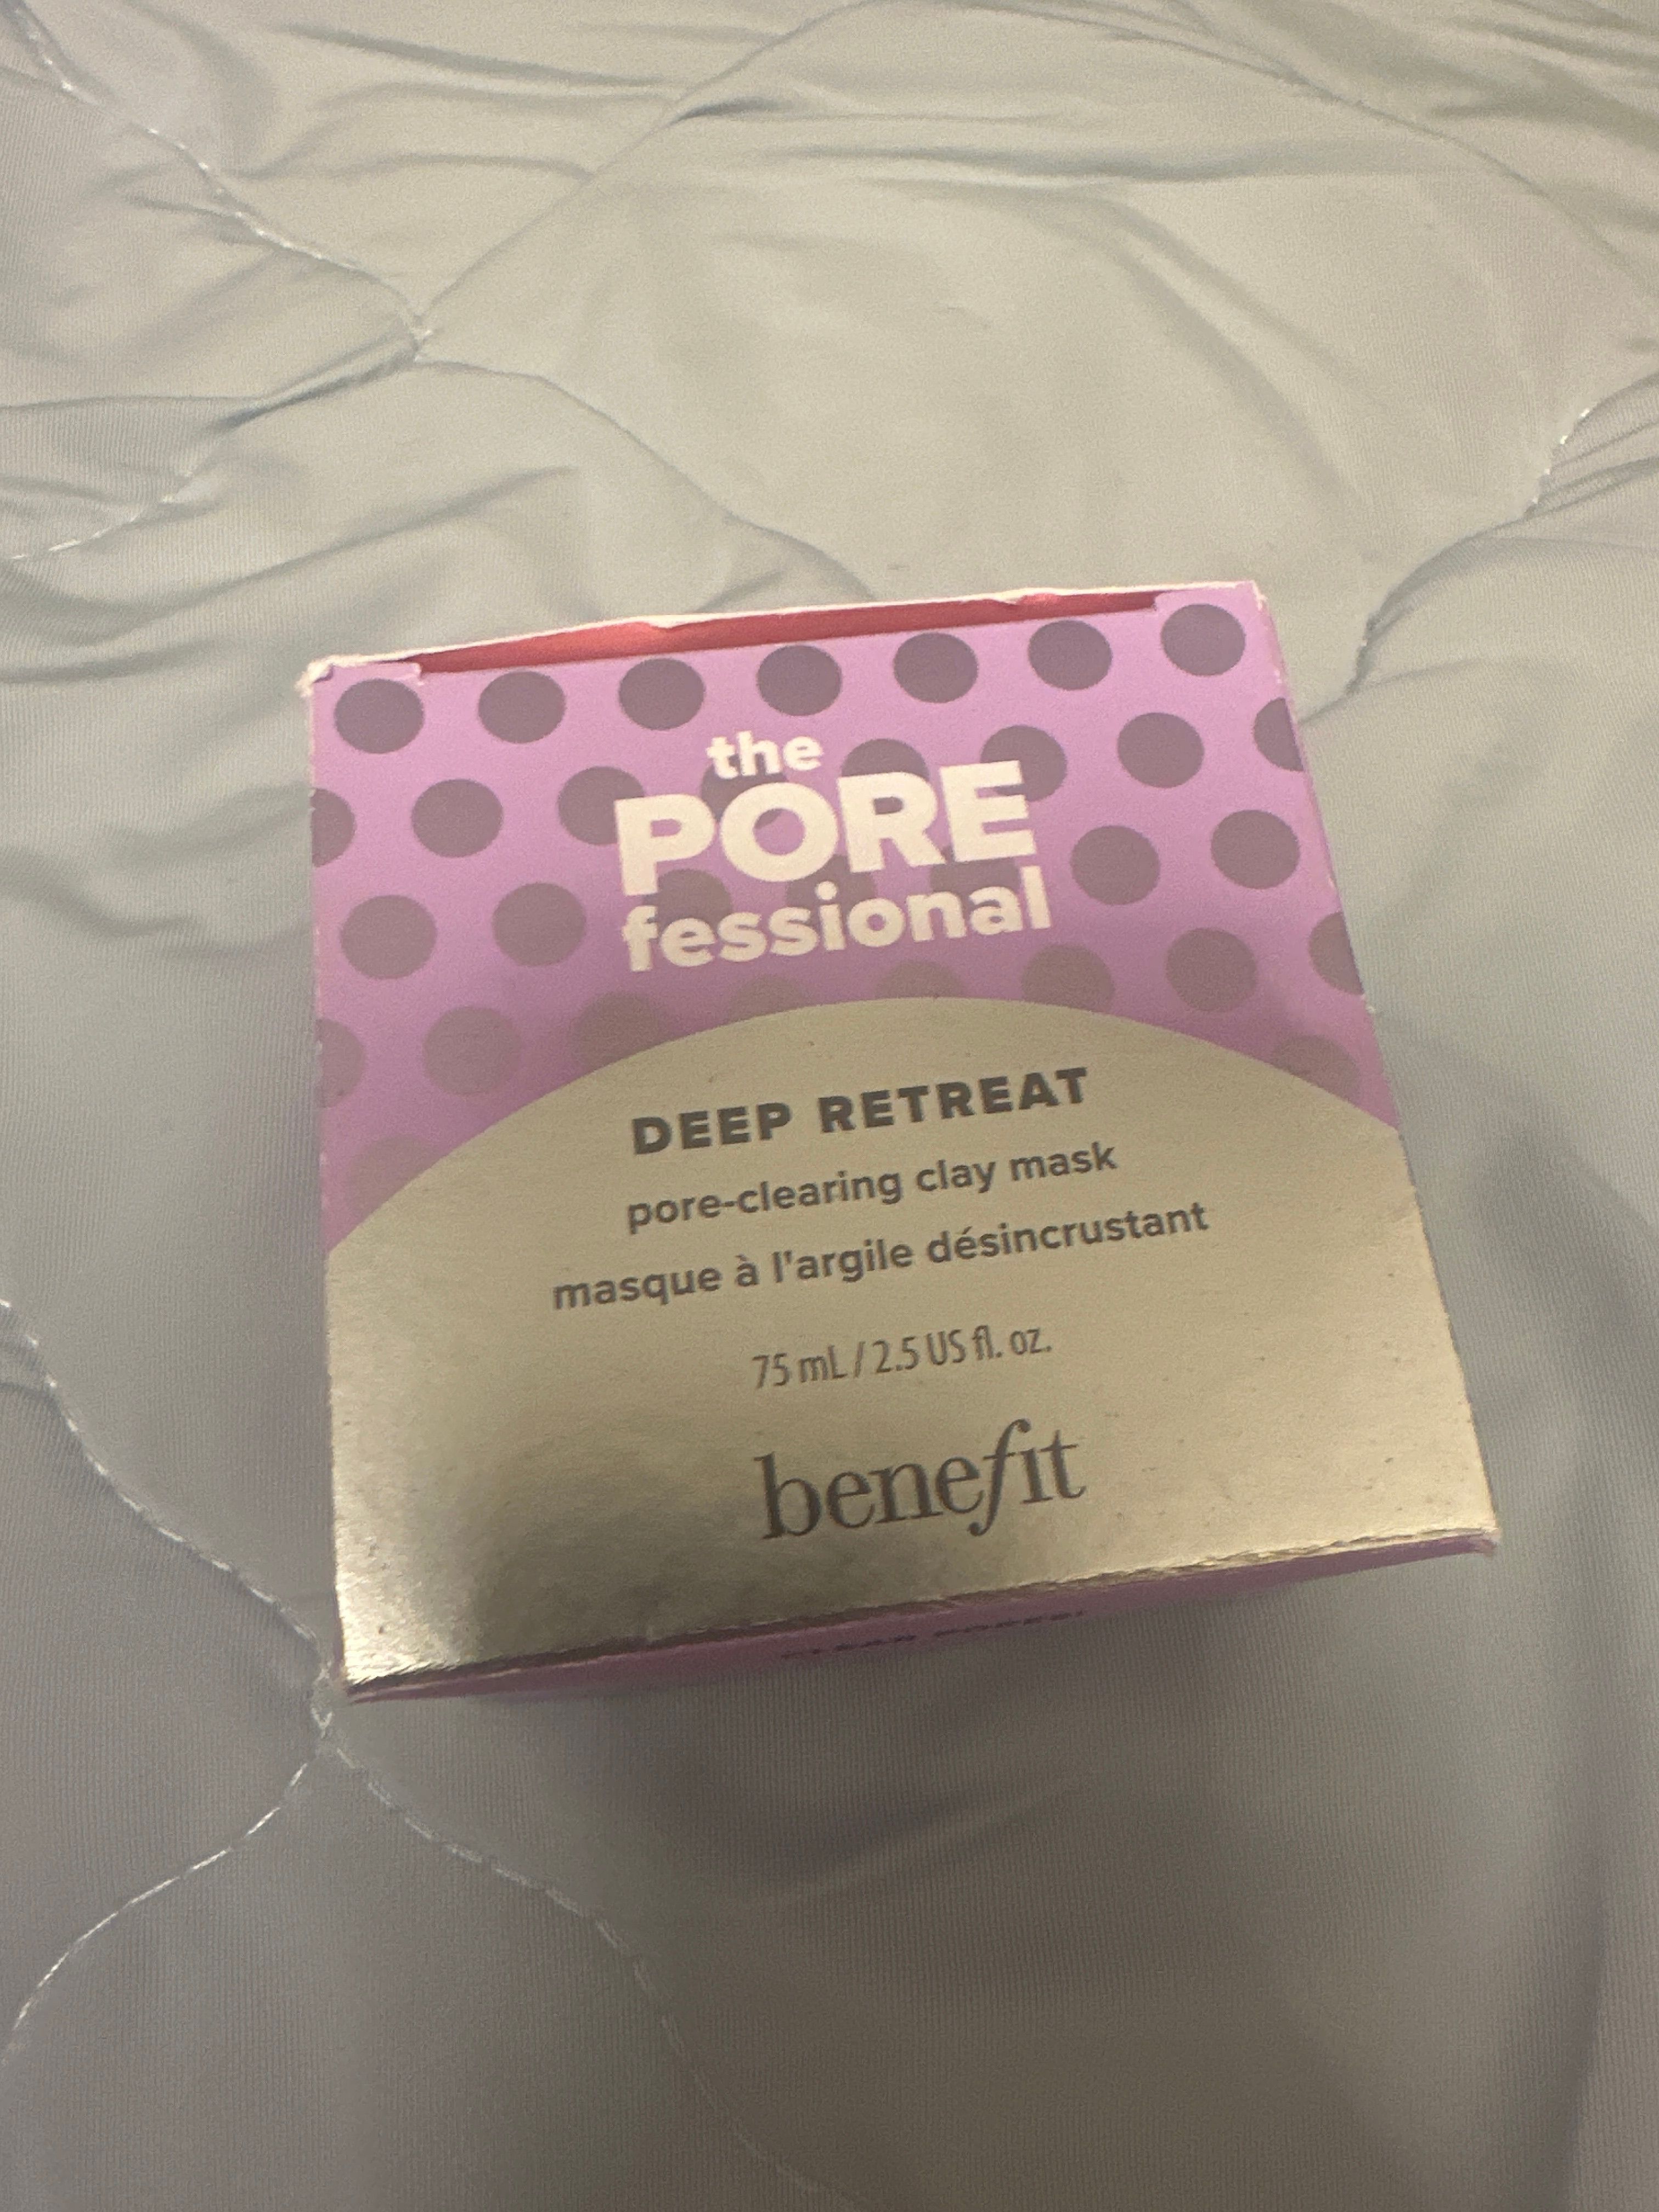 the
PORE
fessional
DEEP RETREAT
pore-clearing clay mask
masque à l'argile désincrustant
75 mL / 2.5 US fl. oz.
benefit